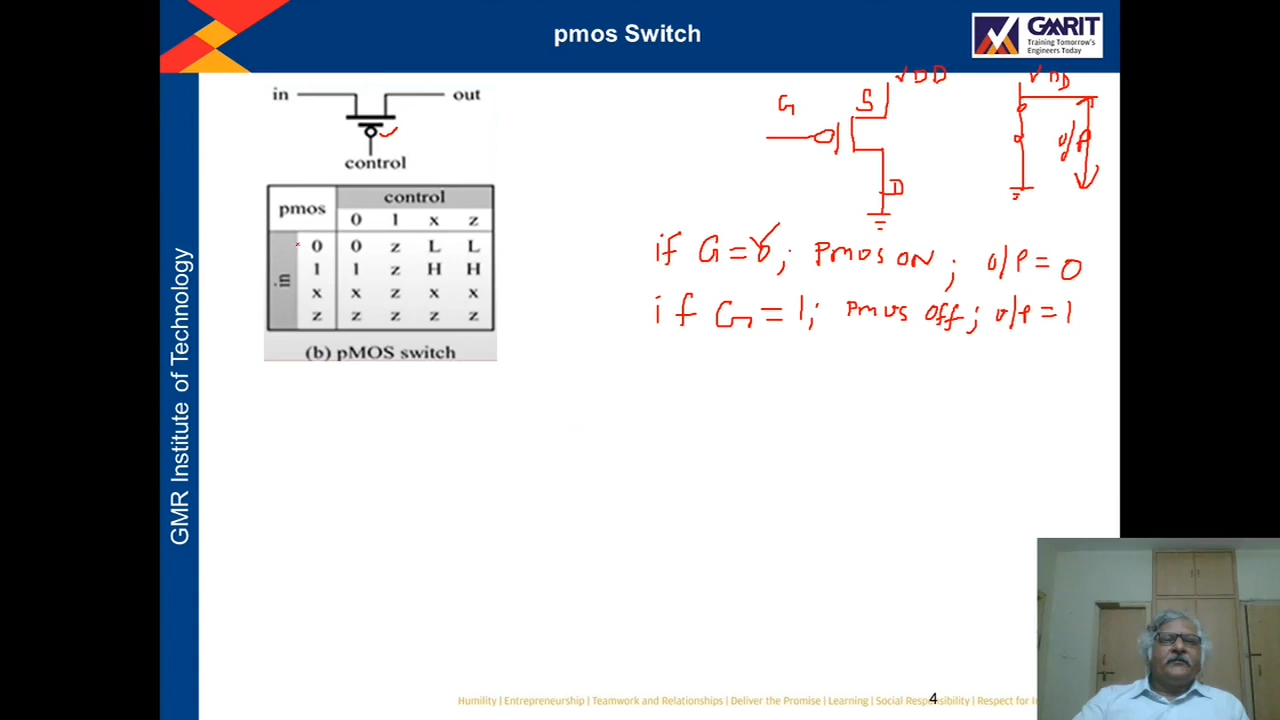 pmos Switch
GMRIT
Training Tomorrow's
Engineers Today
in
out
control
pmos control
0 1 x z
in
0 0 z L L
1 1 z H H
x x z x x
z z z z z
(b) pMOS switch
VDD
G
S
D
VDD
O/P
if G = 0; Pmos ON; O/P = 0
if G = 1; Pmos off; O/P = 1
GMR Institute of Technology
Humility | Entrepreneurship | Teamwork and Relationships | Deliver the Promise | Learning | Social Responsibility | Respect for In
4